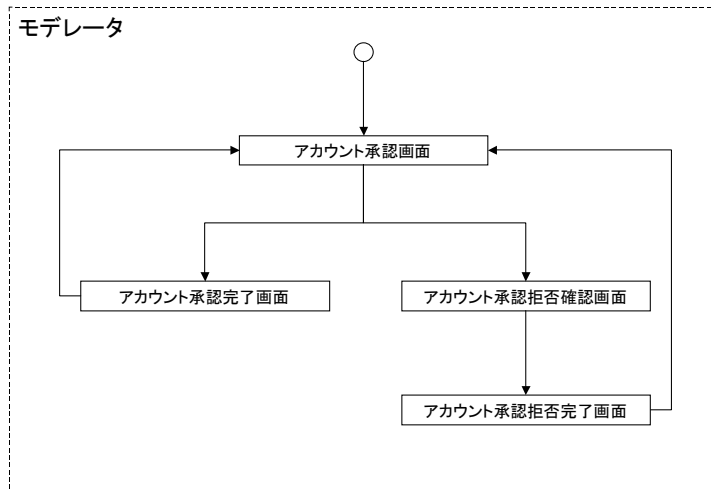 モデレータ
アカウント承認画面
アカウント承認完了画面
アカウント承認拒否確認画面
アカウント承認拒否完了画面